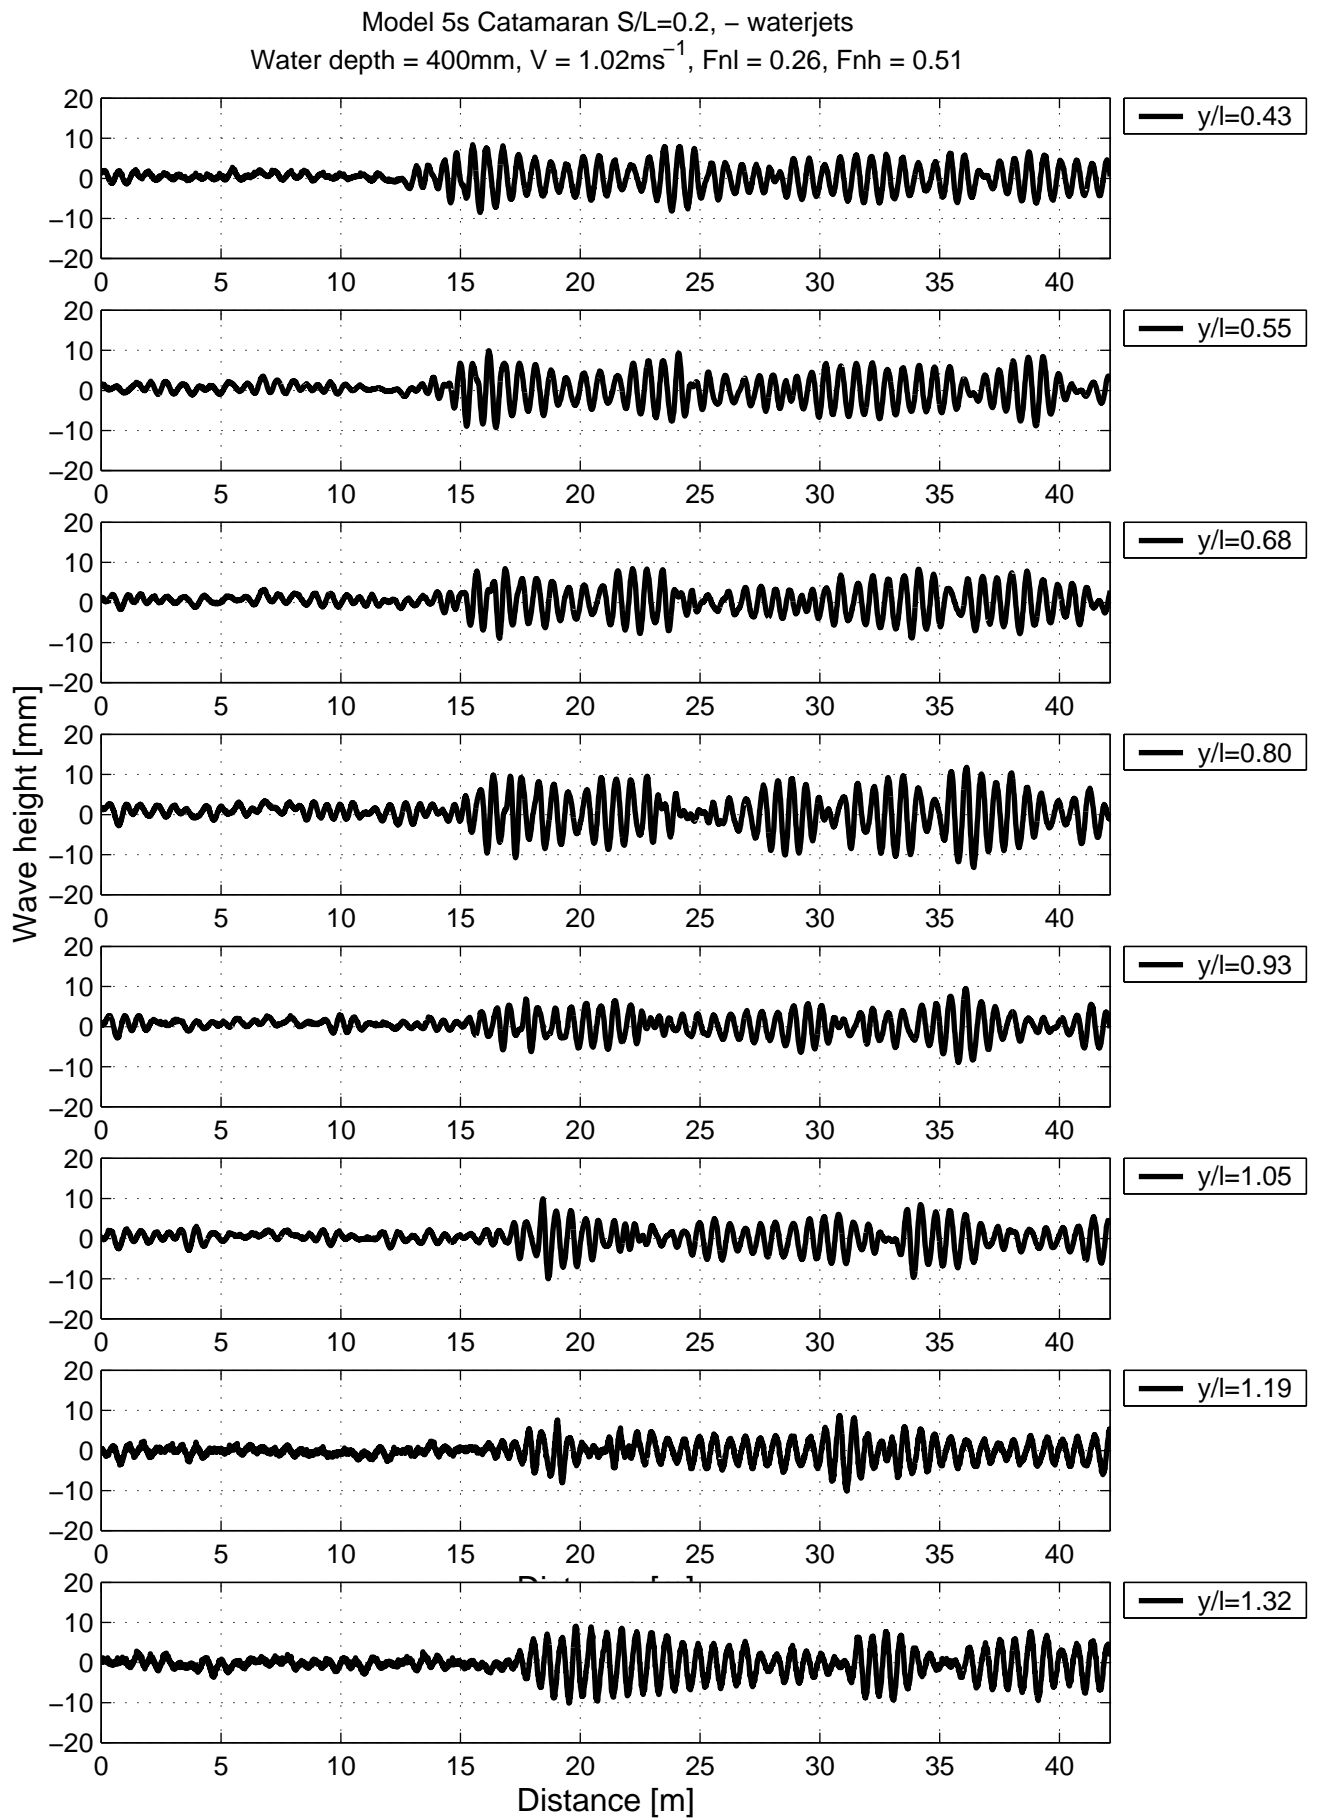 Model 5s Catamaran S/L=0.2, − waterjets
Water depth = 400mm, V = 1.02ms⁻¹, Fnl = 0.26, Fnh = 0.51
Wave height [mm]
20
10
0
−10
−20
0 5 10 15 20 25 30 35 40
y/l=0.43
20
10
0
−10
−20
0 5 10 15 20 25 30 35 40
y/l=0.55
20
10
0
−10
−20
0 5 10 15 20 25 30 35 40
y/l=0.68
20
10
0
−10
−20
0 5 10 15 20 25 30 35 40
y/l=0.80
20
10
0
−10
−20
0 5 10 15 20 25 30 35 40
y/l=0.93
20
10
0
−10
−20
0 5 10 15 20 25 30 35 40
y/l=1.05
20
10
0
−10
−20
0 5 10 15 20 25 30 35 40
y/l=1.19
Distance [m]
20
10
0
−10
−20
0 5 10 15 20 25 30 35 40
y/l=1.32
Distance [m]